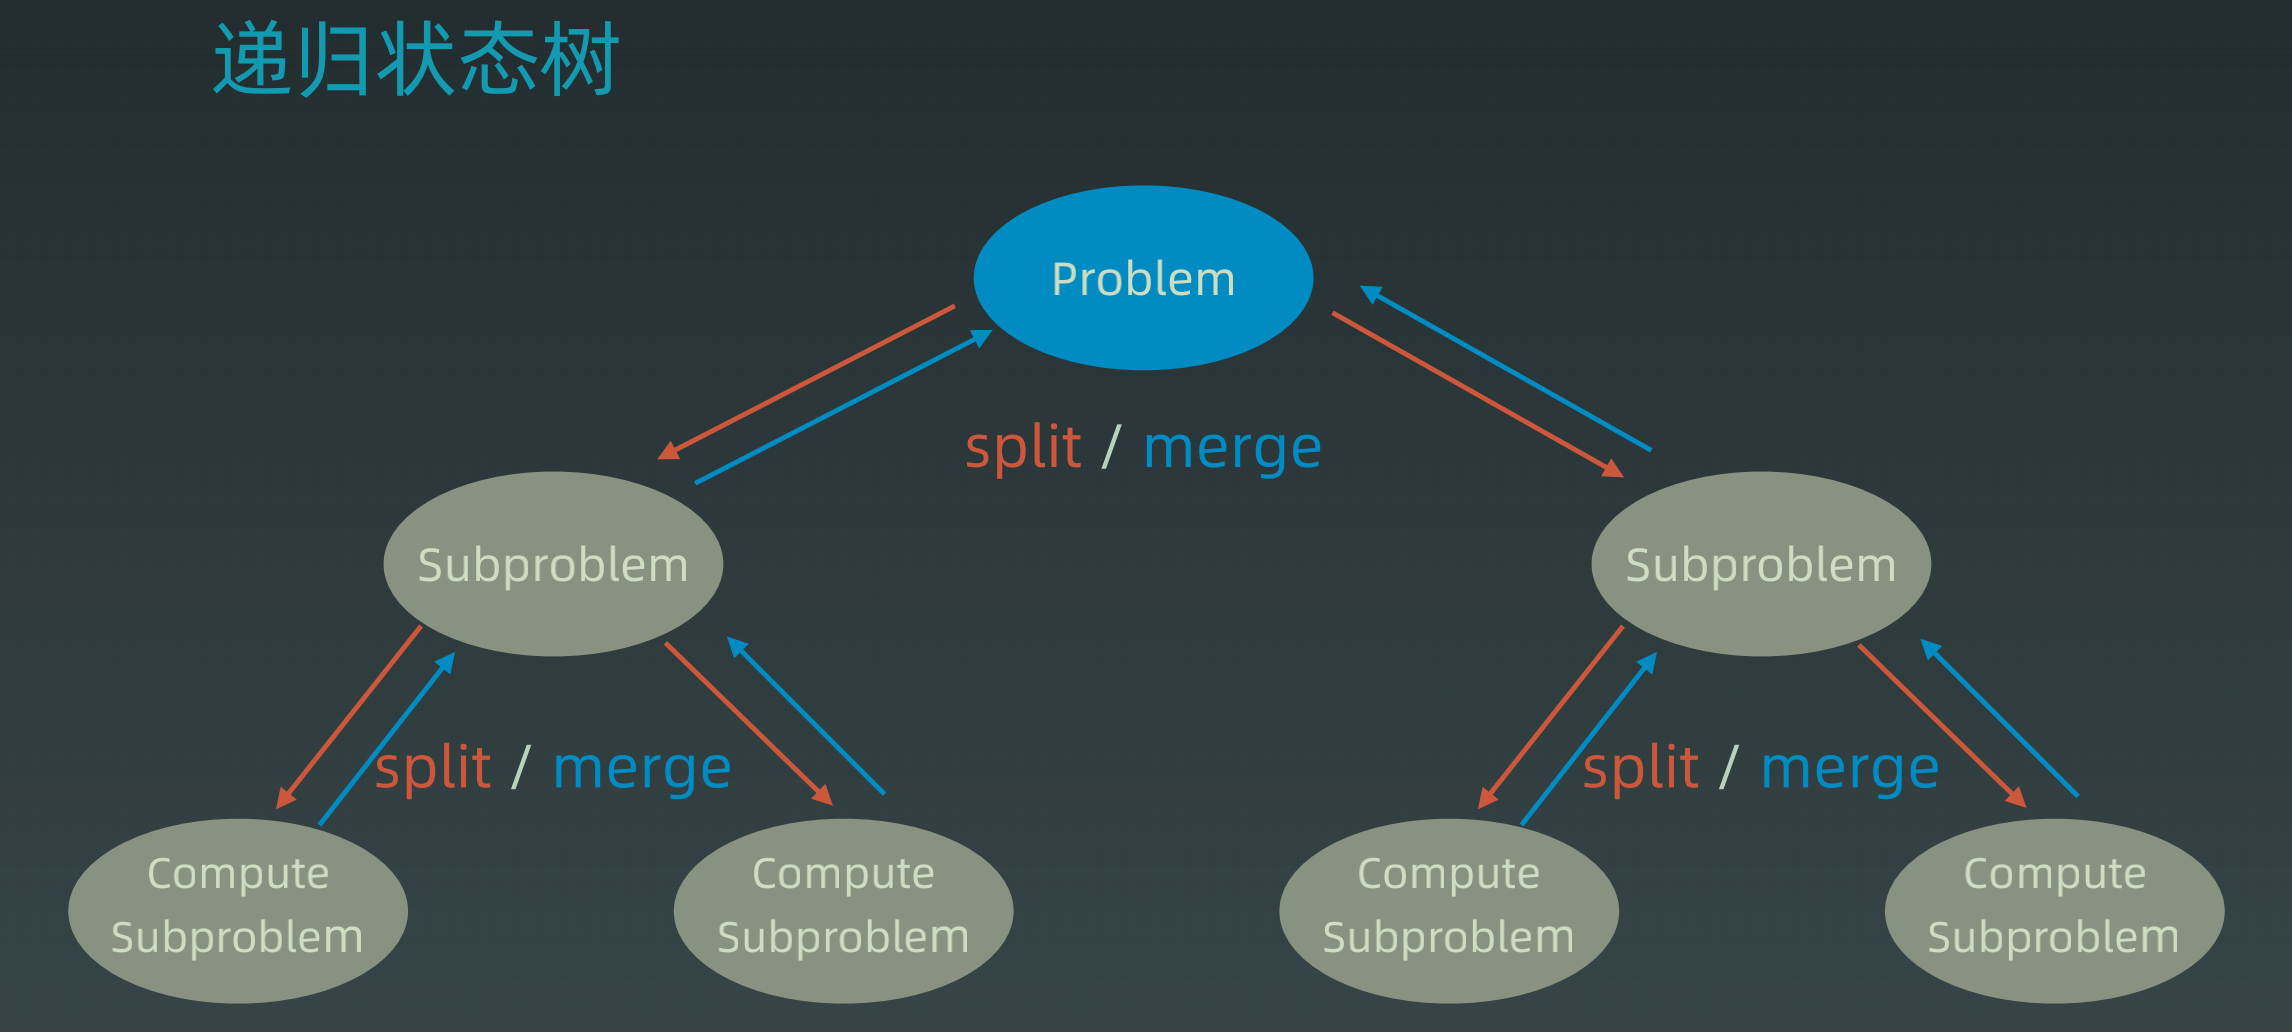 递归状态树
Problem
split / merge
Subproblem
Subproblem
split / merge
split / merge
Compute
Subproblem
Compute
Subproblem
Compute
Subproblem
Compute
Subproblem